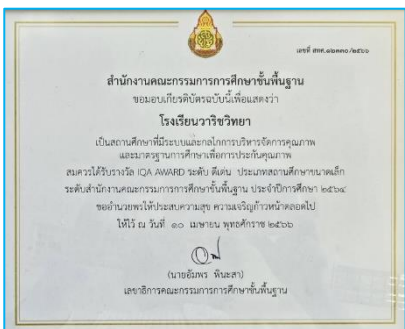 เลขที่ สพฐ.๐๒๓๓๐/๒๕๖๖
สำนักงานคณะกรรมการการศึกษาขั้นพื้นฐาน
ขอมอบเกียรติบัตรฉบับนี้เพื่อแสดงว่า
โรงเรียนวาริชวิทยา
เป็นสถานศึกษาที่มีระบบและกลไกการบริหารจัดการคุณภาพ
และมาตรฐานการศึกษาเพื่อการประกันคุณภาพ
สมควรได้รับรางวัล IQA AWARD ระดับ ดีเด่น ประเภทสถานศึกษาขนาดเล็ก
ระดับสำนักงานคณะกรรมการการศึกษาขั้นพื้นฐาน ประจำปีการศึกษา ๒๕๖๔
ขออำนวยพรให้ประสบความสุข ความเจริญก้าวหน้าตลอดไป
ให้ไว้ ณ วันที่ ๑๐ เมษายน พุทธศักราช ๒๕๖๖
(นายอัมพร พินะสา)
เลขาธิการคณะกรรมการการศึกษาขั้นพื้นฐาน